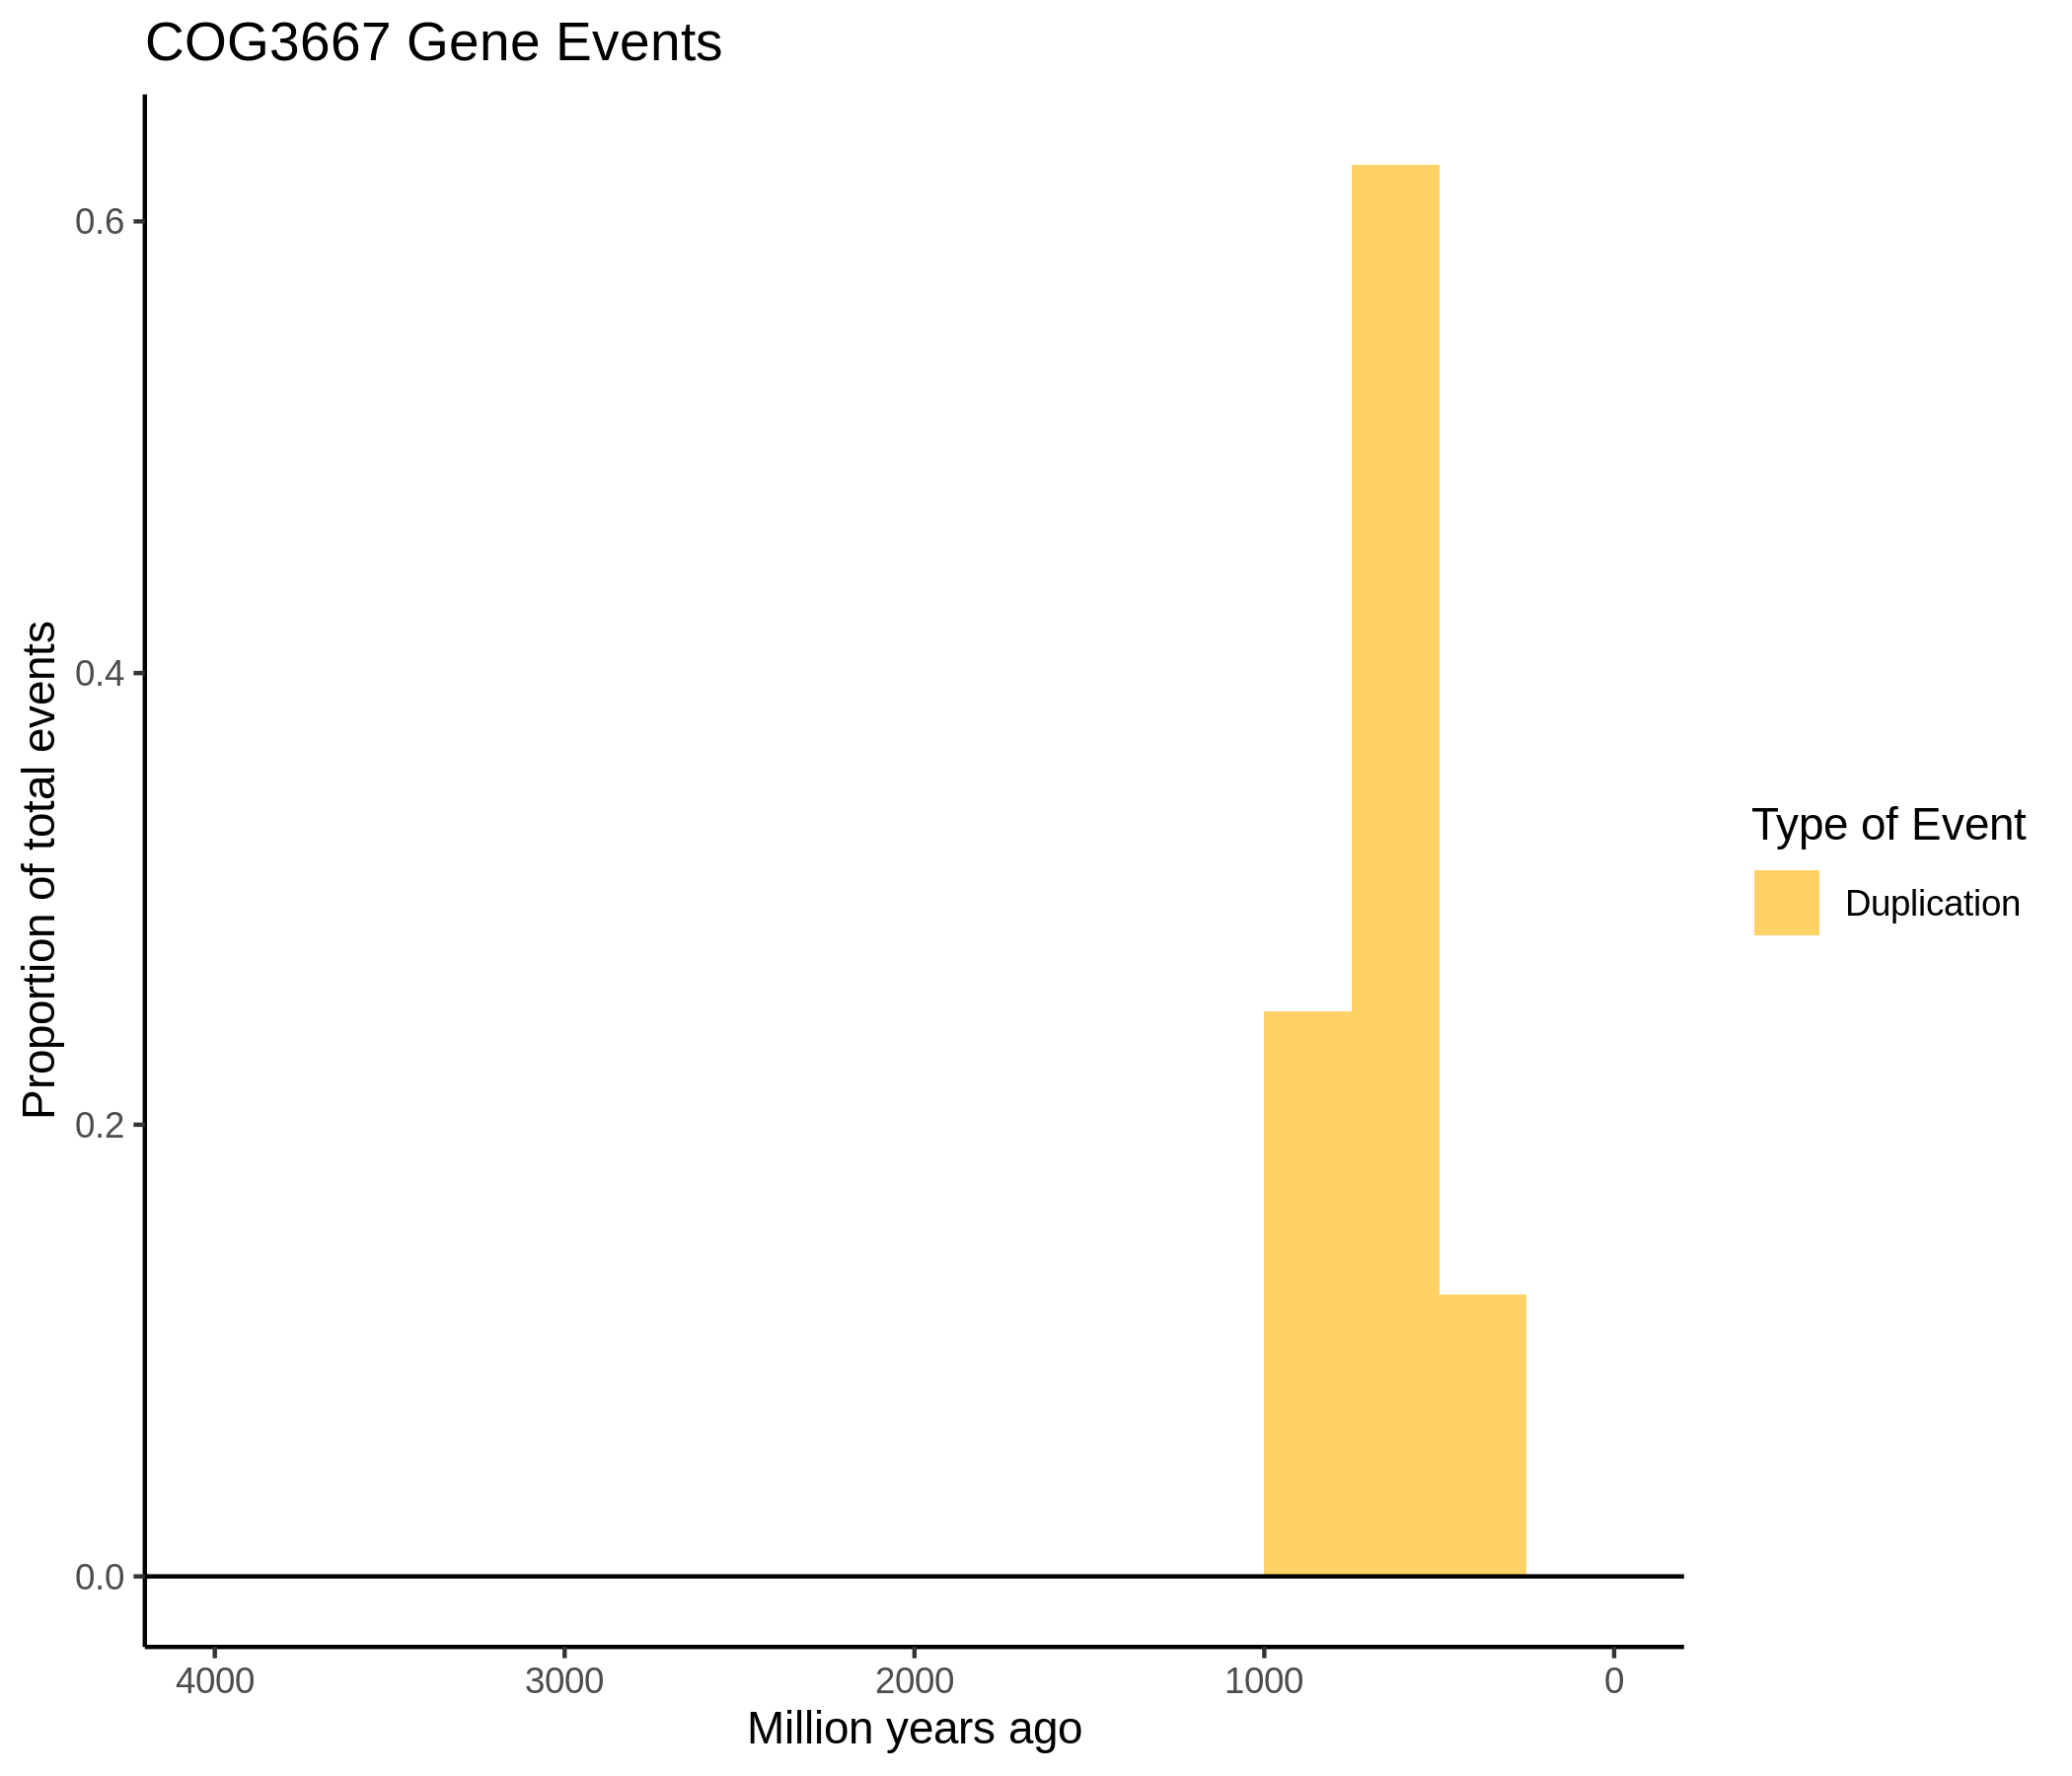 COG3667 Gene Events
Proportion of total events
0.6
0.4
0.2
0.0
4000 3000 2000 1000 0
Million years ago
Type of Event
Duplication